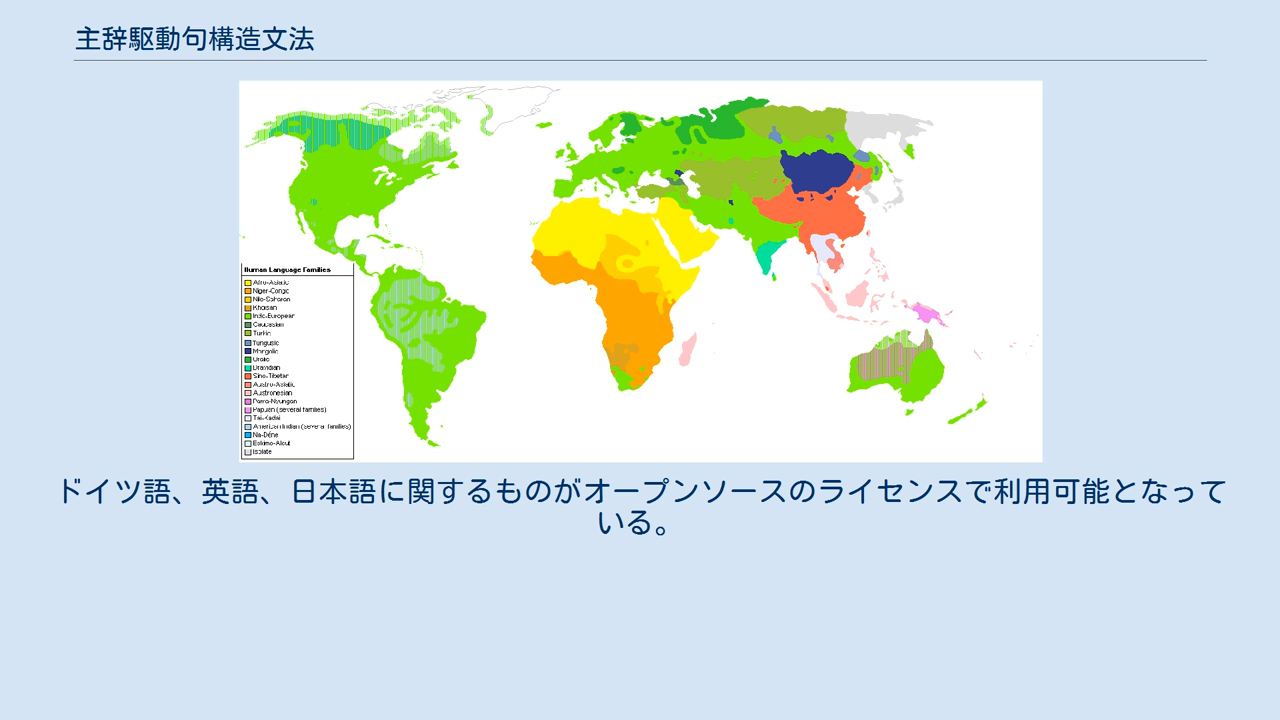 主辞駆動句構造文法
Human Language Families
Afro-Asiatic
Niger-Congo
Nilo-Saharan
Khoisan
Indo-European
Caucasian
Turkic
Tungusic
Mongolic
Uralic
Dravidian
Sino-Tibetan
Austro-Asiatic
Austronesian
Pama-Nyungan
Papuan (several families)
Tai-Kadai
American Indian (several families)
Na-Dene
Eskimo-Aleut
Isolate
ドイツ語、英語、日本語に関するものがオープンソースのライセンスで利用可能となって
いる。